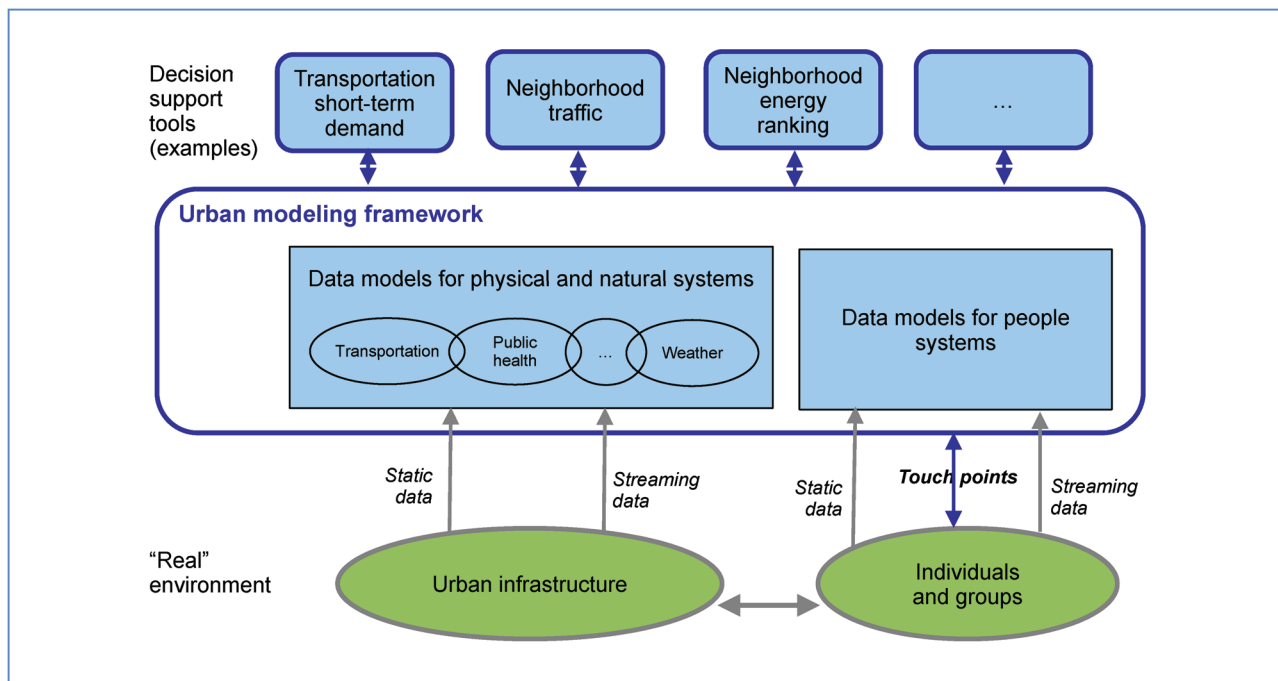 Decision
support
tools
(examples)
Transportation
short-term
demand
Neighborhood
traffic
Neighborhood
energy
ranking
…
Urban modeling framework
Data models for physical and natural systems
Transportation
Public
health
...
Weather
Data models for people
systems
Static
data
Streaming
data
Static
data
Touch points
Streaming
data
“Real”
environment
Urban infrastructure
Individuals
and groups